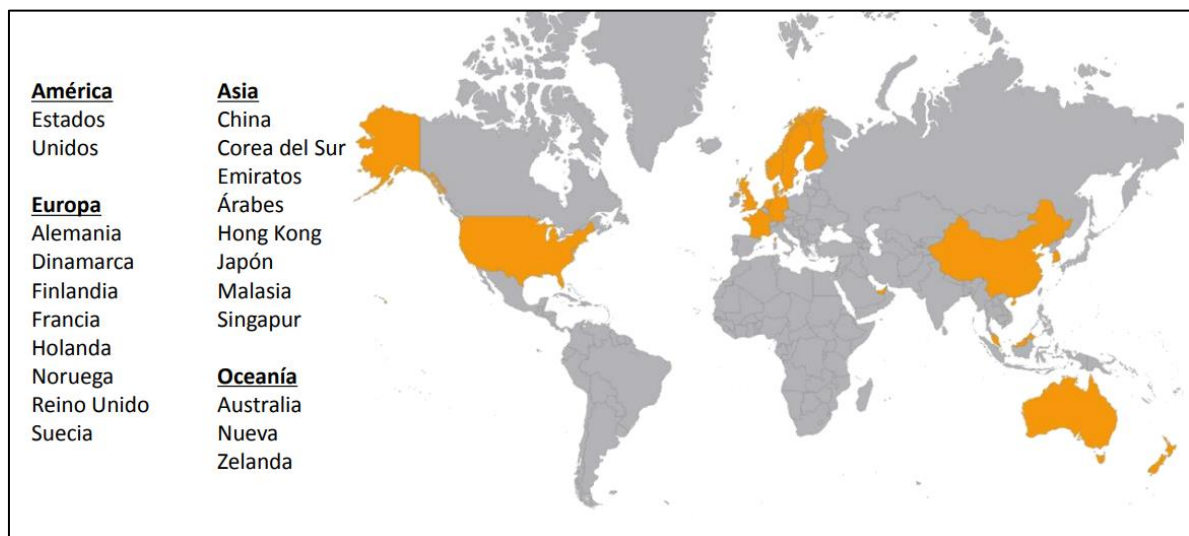 América
Estados
Unidos
Europa
Alemania
Dinamarca
Finlandia
Francia
Holanda
Noruega
Reino Unido
Suecia
Asia
China
Corea del Sur
Emiratos
Árabes
Hong Kong
Japón
Malasia
Singapur
Oceanía
Australia
Nueva
Zelanda